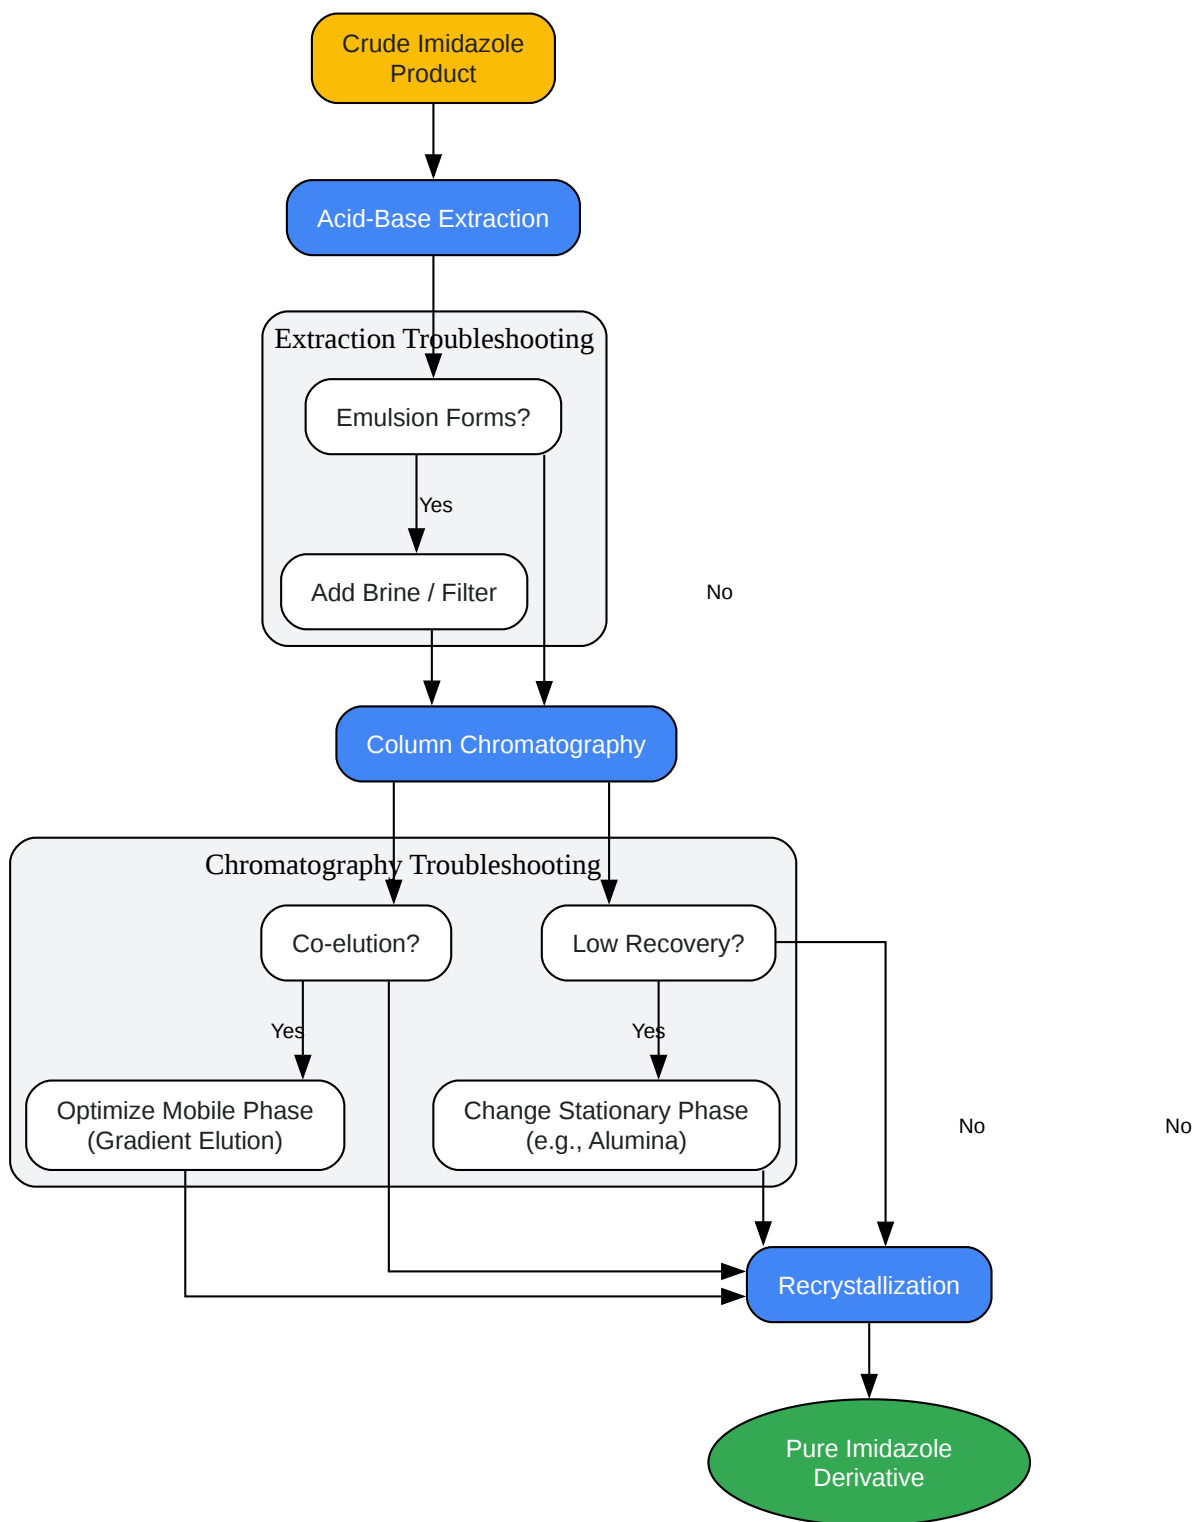 Crude Imidazole
Product
Acid-Base Extraction
Extraction Troubleshooting
Emulsion Forms?
Yes
Add Brine / Filter
No
Column Chromatography
Chromatography Troubleshooting
Co-elution?
Low Recovery?
Yes
Yes
Optimize Mobile Phase
(Gradient Elution)
Change Stationary Phase
(e.g., Alumina)
No
No
Recrystallization
Pure Imidazole
Derivative